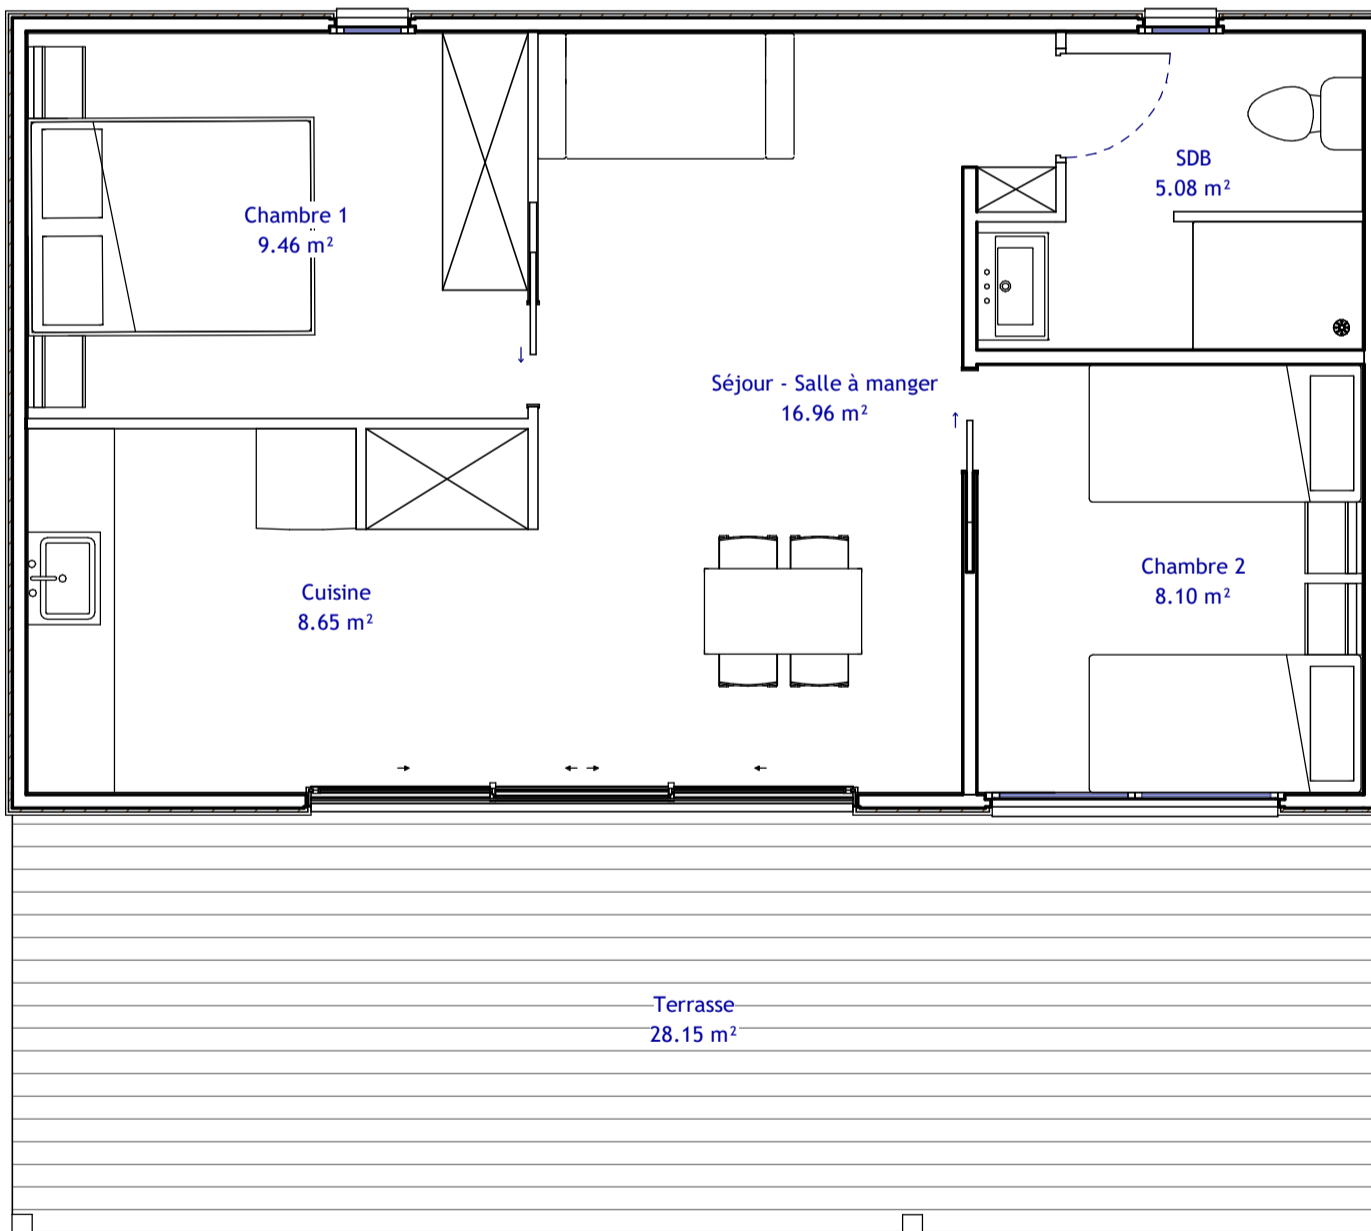 SDB
5.08 m²
Chambre 1
9.46 m²
Séjour - Salle à manger
16.96 m²
Chambre 2
8.10 m²
Cuisine
8.65 m²
Terrasse
28.15 m²